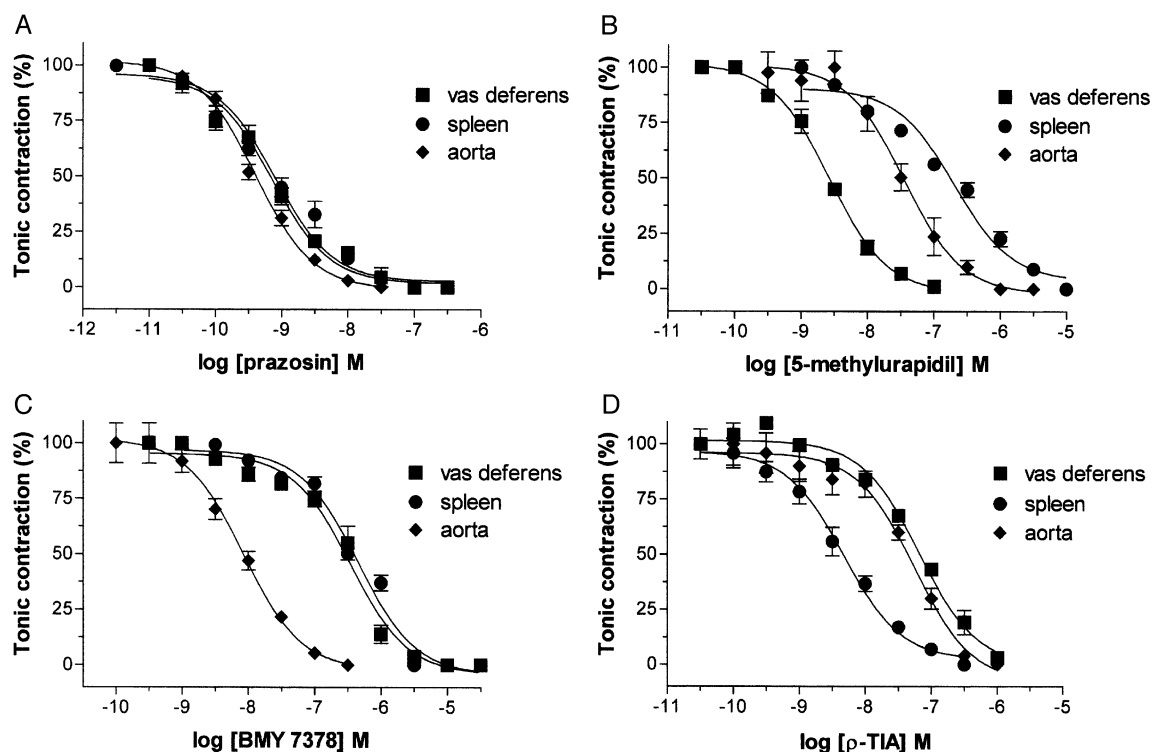 A
Tonic contraction (%)
100
75
50
25
0
-12 -11 -10 -9 -8 -7 -6
log [prazosin] M
vas deferens
spleen
aorta
B
Tonic contraction (%)
100
75
50
25
0
-11 -10 -9 -8 -7 -6 -5
log [5-methylurapidil] M
vas deferens
spleen
aorta
C
Tonic contraction (%)
100
75
50
25
0
-10 -9 -8 -7 -6 -5
log [BMY 7378] M
vas deferens
spleen
aorta
D
Tonic contraction (%)
100
75
50
25
0
-11 -10 -9 -8 -7 -6 -5
log [ρ-TIA] M
vas deferens
spleen
aorta